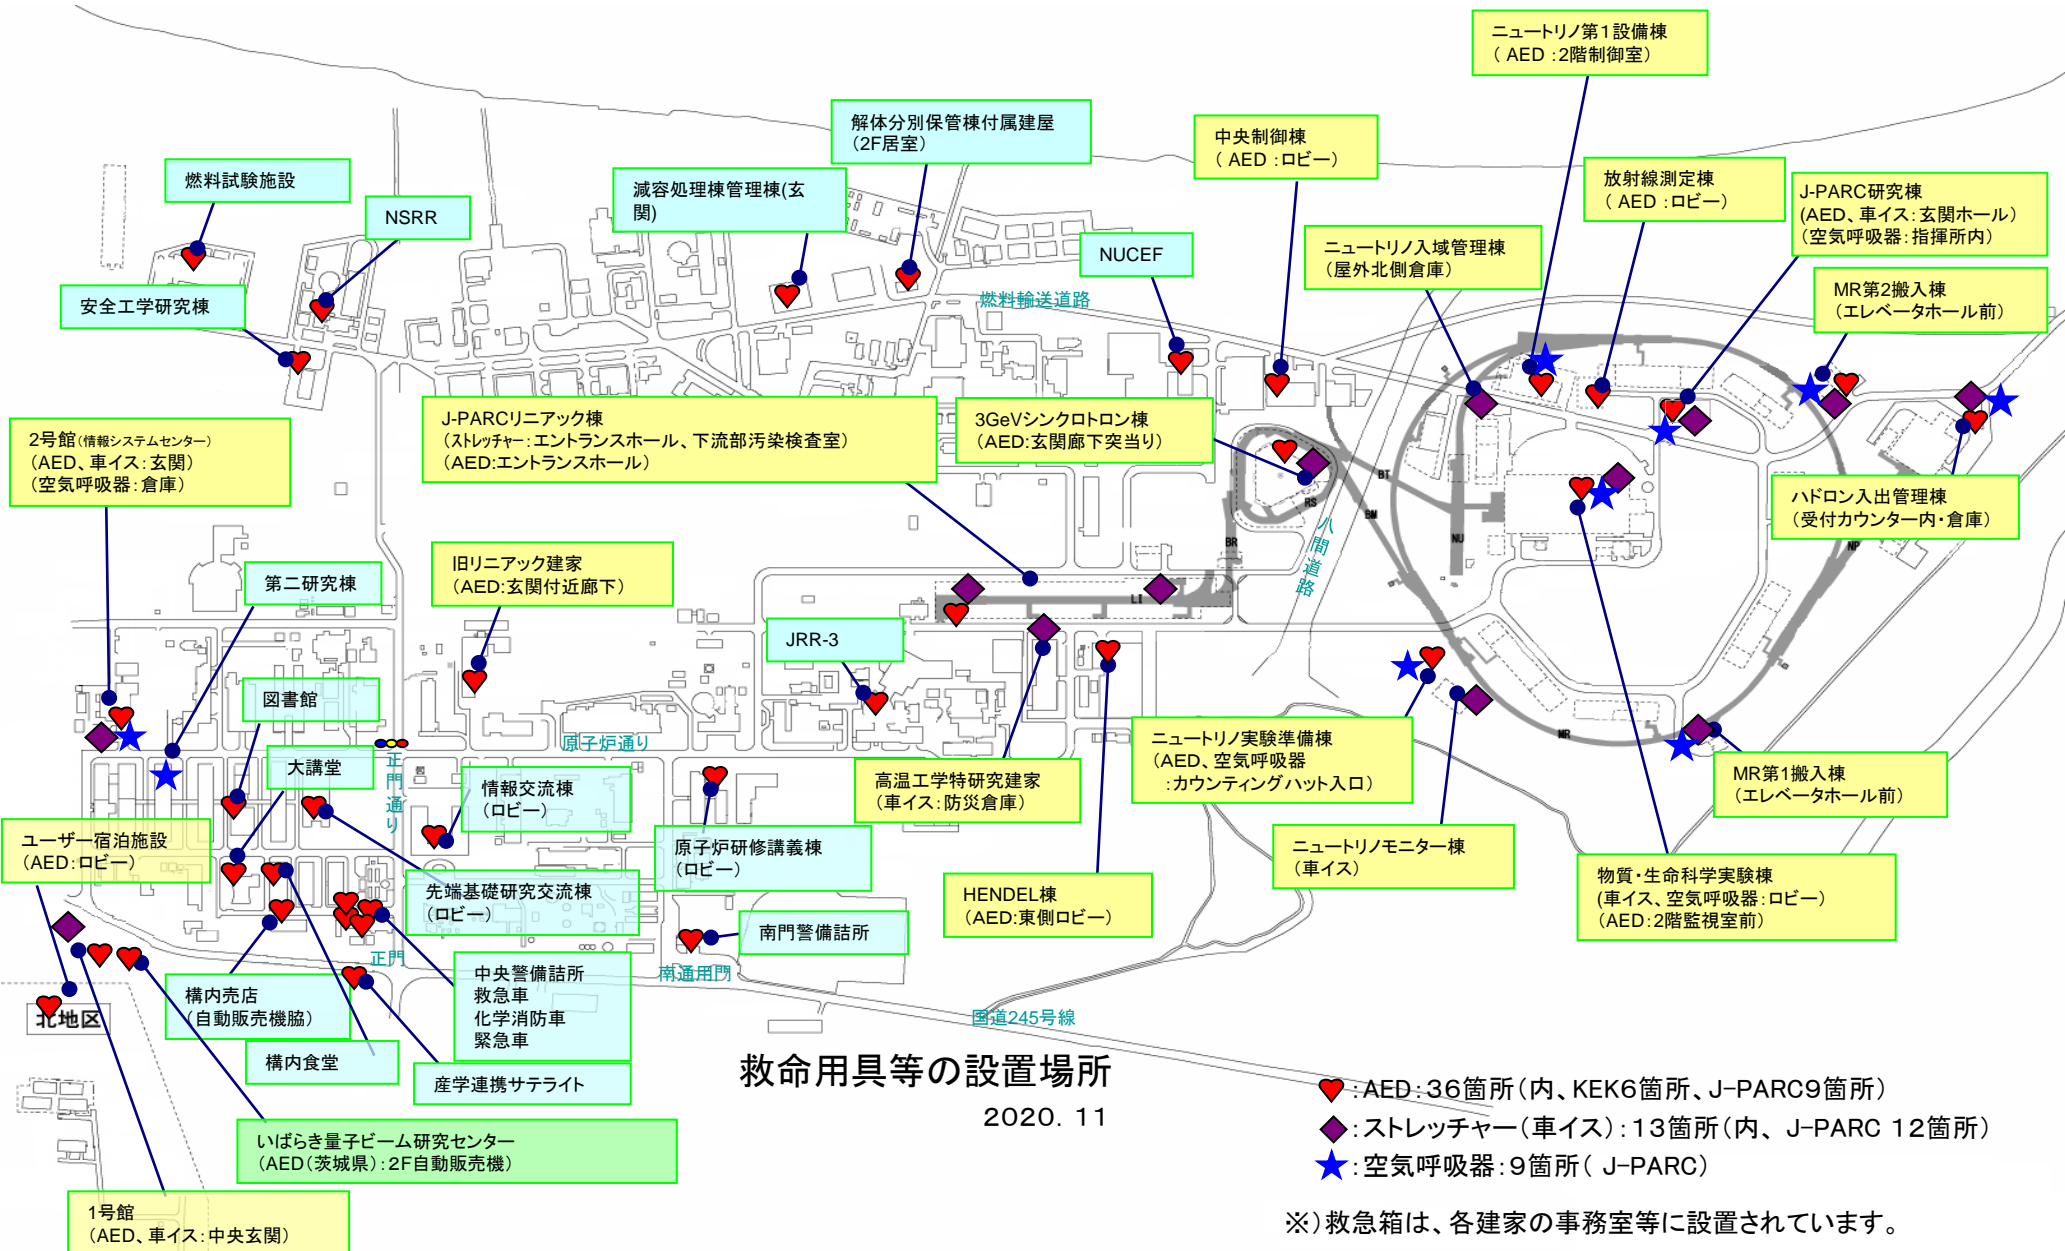 ニュートリノ第1設備棟
( AED :2階制御室)
解体分別保管棟付属建屋
(2F居室)
中央制御棟
( AED :ロビー)
燃料試験施設
減容処理棟管理棟(玄
関)
放射線測定棟
( AED :ロビー)
J-PARC研究棟
(AED、車イス:玄関ホール)
(空気呼吸器:指揮所内)
NSRR
NUCEF
ニュートリノ入域管理棟
(屋外北側倉庫)
燃料輸送道路
安全工学研究棟
MR第2搬入棟
(エレベータホール前)
2号館(情報システムセンター)
(AED、車イス:玄関)
(空気呼吸器:倉庫)
J-PARCリニアック棟
(ストレッチャー:エントランスホール、下流部汚染検査室)
(AED:エントランスホール)
3GeVシンクロトロン棟
(AED:玄関廊下突当り)
BT
RS
BM
NU
BR
NP
LI
MR
八間道路
ハドロン入出管理棟
(受付カウンター内・倉庫)
旧リニアック建家
(AED:玄関付近廊下)
第二研究棟
JRR-3
図書館
原子炉通り
大講堂
正門通り
情報交流棟
(ロビー)
高温工学特研究建家
(車イス:防災倉庫)
ニュートリノ実験準備棟
(AED、空気呼吸器
:カウンティングハット入口)
MR第1搬入棟
(エレベータホール前)
ユーザー宿泊施設
(AED:ロビー)
原子炉研修講義棟
(ロビー)
ニュートリノモニター棟
(車イス)
先端基礎研究交流棟
(ロビー)
HENDEL棟
(AED:東側ロビー)
物質・生命科学実験棟
(車イス、空気呼吸器:ロビー)
(AED:2階監視室前)
南門警備詰所
正門
南通用門
中央警備詰所
救急車
化学消防車
緊急車
構内売店
(自動販売機脇)
北地区
国道245号線
構内食堂
産学連携サテライト
救命用具等の設置場所
2020. 11
いばらき量子ビーム研究センター
(AED(茨城県):2F自動販売機)
1号館
(AED、車イス:中央玄関)
:AED:36箇所(内、KEK6箇所、J-PARC9箇所)
:ストレッチャー(車イス):13箇所(内、J-PARC 12箇所)
:空気呼吸器:9箇所( J-PARC)
※)救急箱は、各建家の事務室等に設置されています。